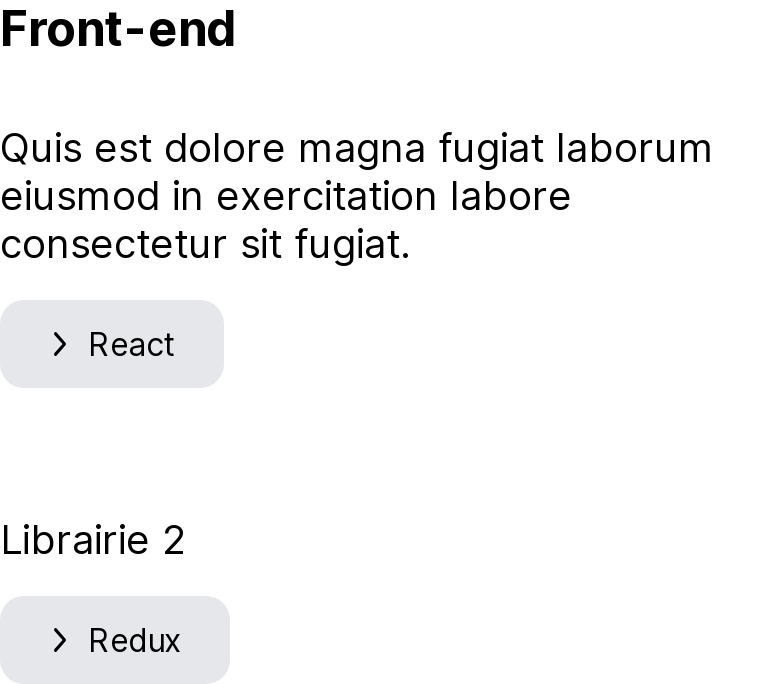 Front-end
Quis est dolore magna fugiat laborum
eiusmod in exercitation labore
consectetur sit fugiat.
React
Librairie 2
Redux